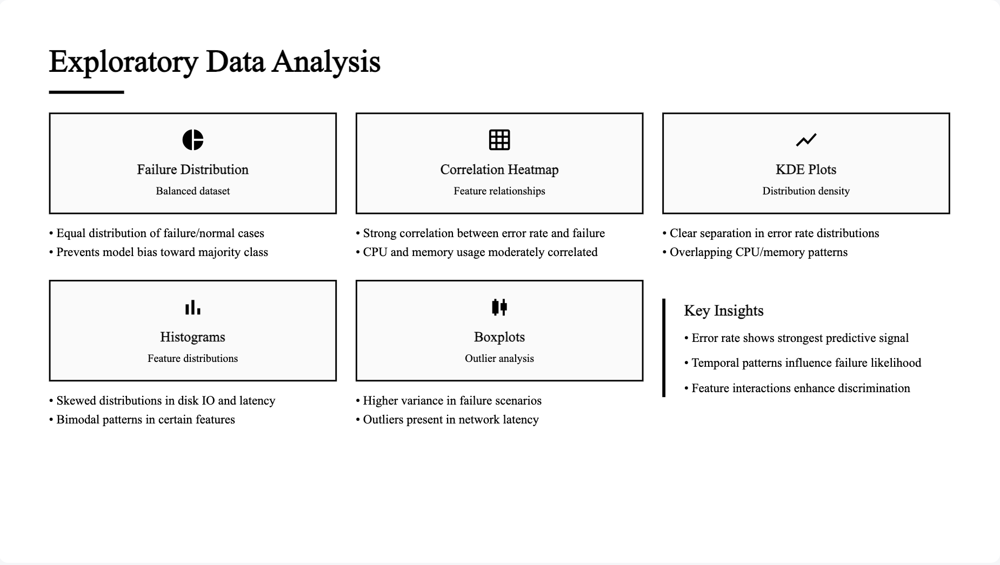 Exploratory Data Analysis
Failure Distribution
Balanced dataset
• Equal distribution of failure/normal cases
• Prevents model bias toward majority class
Correlation Heatmap
Feature relationships
• Strong correlation between error rate and failure
• CPU and memory usage moderately correlated
KDE Plots
Distribution density
• Clear separation in error rate distributions
• Overlapping CPU/memory patterns
Histograms
Feature distributions
• Skewed distributions in disk IO and latency
• Bimodal patterns in certain features
Boxplots
Outlier analysis
• Higher variance in failure scenarios
• Outliers present in network latency
Key Insights
• Error rate shows strongest predictive signal
• Temporal patterns influence failure likelihood
• Feature interactions enhance discrimination